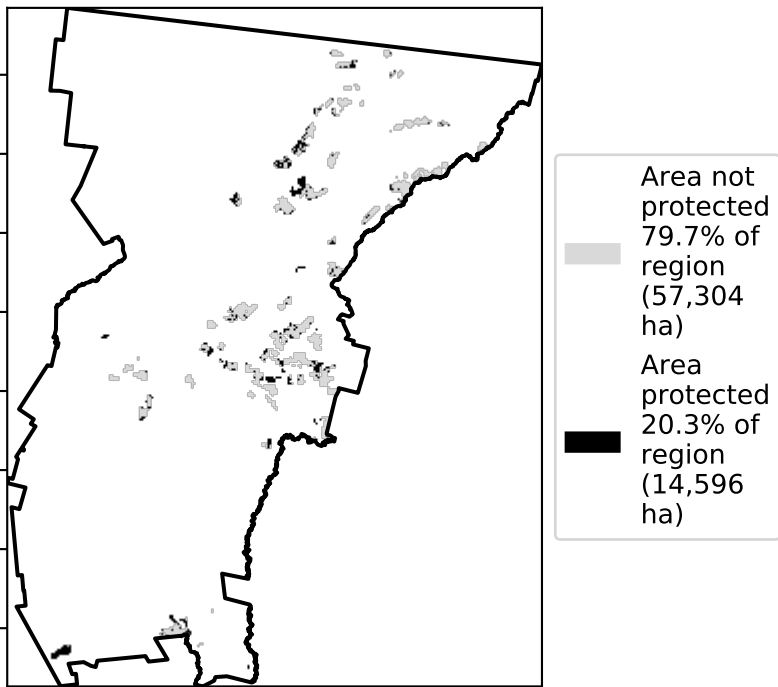 Area not
protected
79.7% of
region
(57,304
ha)
Area
protected
20.3% of
region
(14,596
ha)